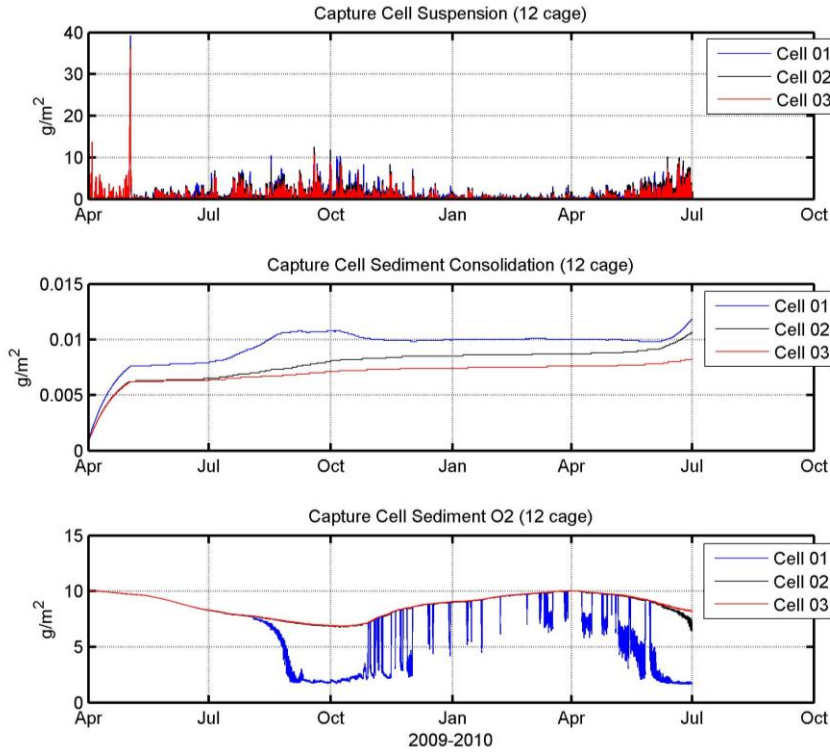 Capture Cell Suspension (12 cage)
40
30
20
10
0
g/m²
Cell 01
Cell 02
Cell 03
Apr Jul Oct Jan Apr Jul Oct
Capture Cell Sediment Consolidation (12 cage)
0.015
0.01
0.005
0
g/m²
Cell 01
Cell 02
Cell 03
Apr Jul Oct Jan Apr Jul Oct
Capture Cell Sediment O2 (12 cage)
15
10
5
0
g/m²
Cell 01
Cell 02
Cell 03
Apr Jul Oct Jan Apr Jul Oct
2009-2010